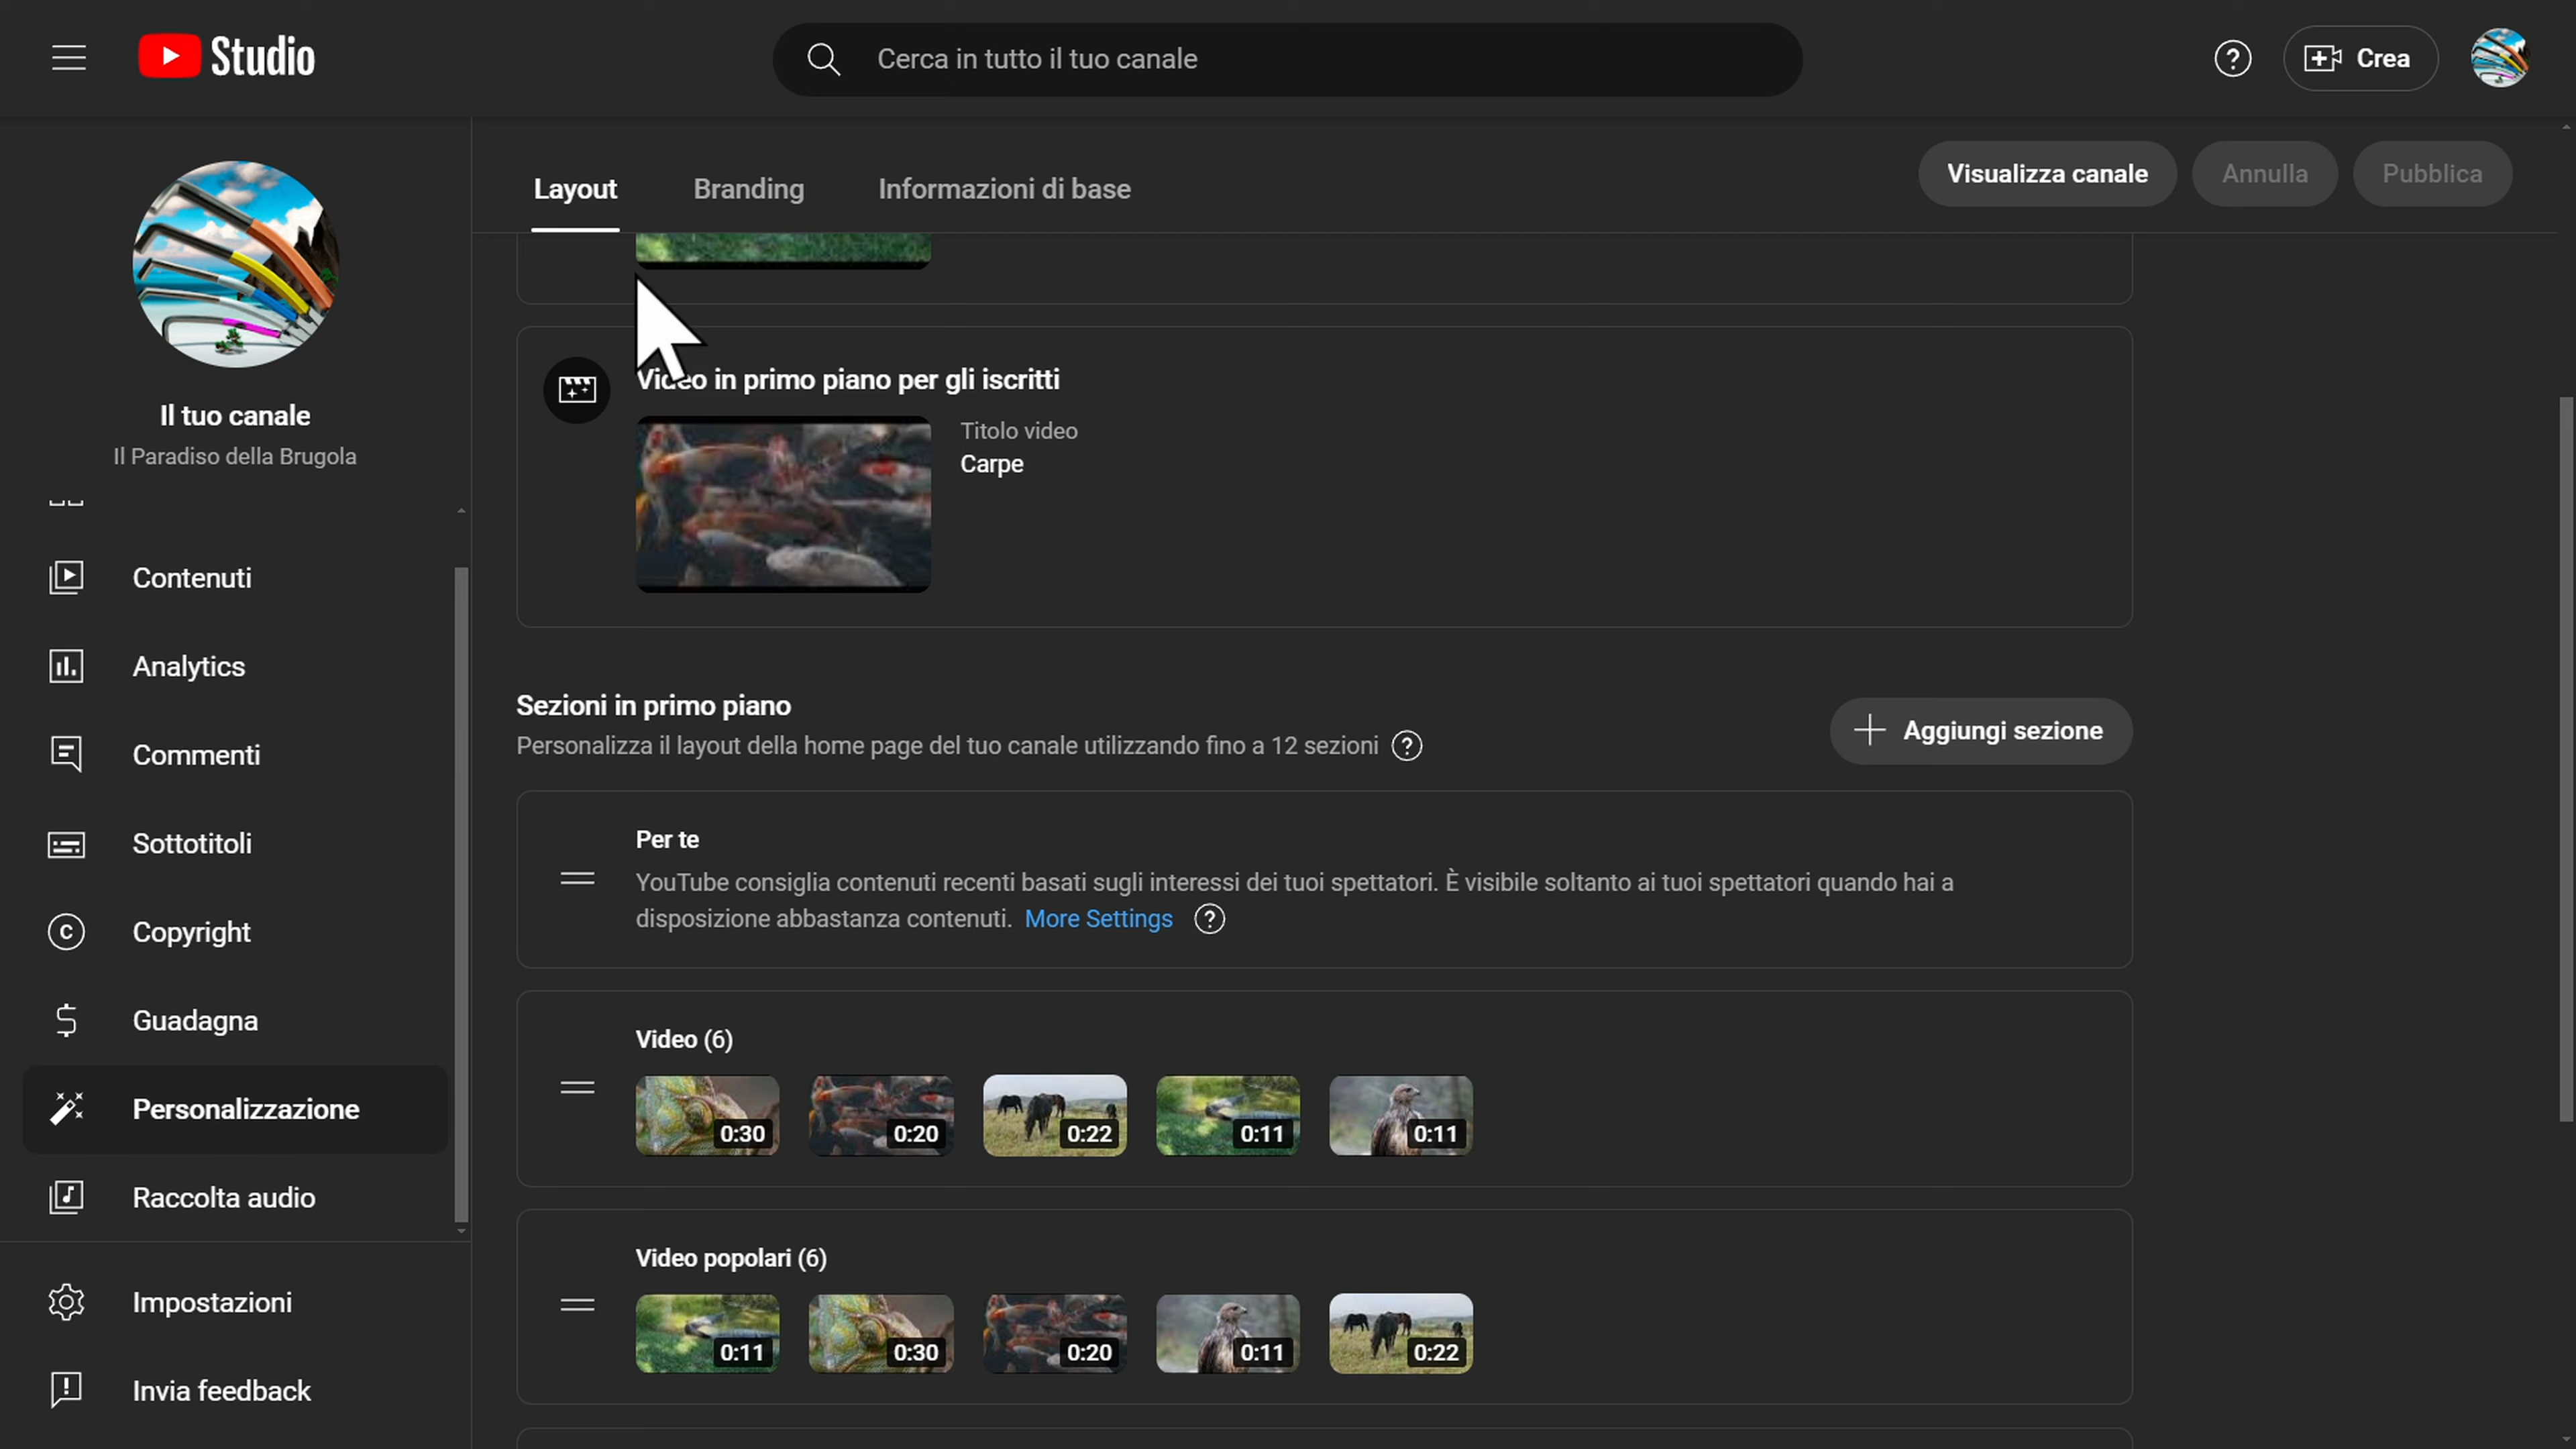 Studio
Cerca in tutto il tuo canale
Crea
Layout
Branding
Informazioni di base
Visualizza canale
Annulla
Pubblica
Il tuo canale
Il Paradiso della Brugola
Contenuti
Analytics
Commenti
Sottotitoli
Copyright
Guadagna
Personalizzazione
Raccolta audio
Impostazioni
Invia feedback
Video in primo piano per gli iscritti
Titolo video
Carpe
Sezioni in primo piano
Personalizza il layout della home page del tuo canale utilizzando fino a 12 sezioni
Aggiungi sezione
Per te
YouTube consiglia contenuti recenti basati sugli interessi dei tuoi spettatori. È visibile soltanto ai tuoi spettatori quando hai a
disposizione abbastanza contenuti. More Settings
Video (6)
0:30
0:20
0:22
0:11
0:11
Video popolari (6)
0:11
0:30
0:20
0:11
0:22